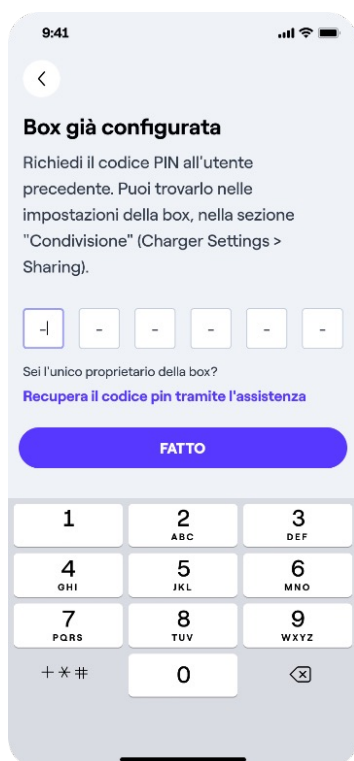 9:41
Box già configurata
Richiedi il codice PIN all'utente
precedente. Puoi trovarlo nelle
impostazioni della box, nella sezione
"Condivisione" (Charger Settings >
Sharing).
-| - - - - -
Sei l'unico proprietario della box?
Recupera il codice pin tramite l'assistenza
FATTO
1 2 3
ABC DEF
4 5 6
GHI JKL MNO
7 8 9
PQRS TUV WXYZ
+*# 0